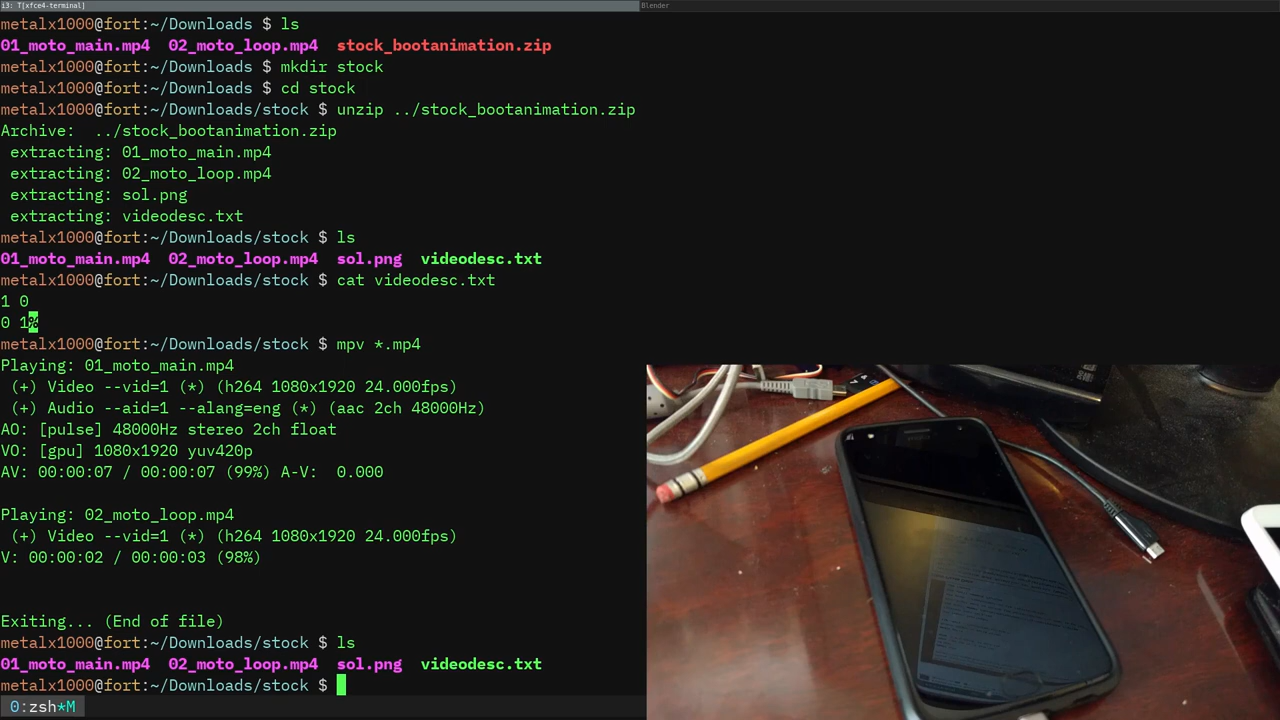 i3: T[xfce4-terminal]
Blender
metalx1000@fort:~/Downloads $ ls
01_moto_main.mp4  02_moto_loop.mp4  stock_bootanimation.zip
metalx1000@fort:~/Downloads $ mkdir stock
metalx1000@fort:~/Downloads $ cd stock
metalx1000@fort:~/Downloads/stock $ unzip ../stock_bootanimation.zip
Archive:  ../stock_bootanimation.zip
 extracting: 01_moto_main.mp4
 extracting: 02_moto_loop.mp4
 extracting: sol.png
 extracting: videodesc.txt
metalx1000@fort:~/Downloads/stock $ ls
01_moto_main.mp4  02_moto_loop.mp4  sol.png  videodesc.txt
metalx1000@fort:~/Downloads/stock $ cat videodesc.txt
1 0
0 1%
metalx1000@fort:~/Downloads/stock $ mpv *.mp4
Playing: 01_moto_main.mp4
 (+) Video --vid=1 (*) (h264 1080x1920 24.000fps)
 (+) Audio --aid=1 --alang=eng (*) (aac 2ch 48000Hz)
AO: [pulse] 48000Hz stereo 2ch float
VO: [gpu] 1080x1920 yuv420p
AV: 00:00:07 / 00:00:07 (99%) A-V:  0.000
Playing: 02_moto_loop.mp4
 (+) Video --vid=1 (*) (h264 1080x1920 24.000fps)
V: 00:00:02 / 00:00:03 (98%)
Exiting... (End of file)
metalx1000@fort:~/Downloads/stock $ ls
01_moto_main.mp4  02_moto_loop.mp4  sol.png  videodesc.txt
metalx1000@fort:~/Downloads/stock $
0:zsh*M